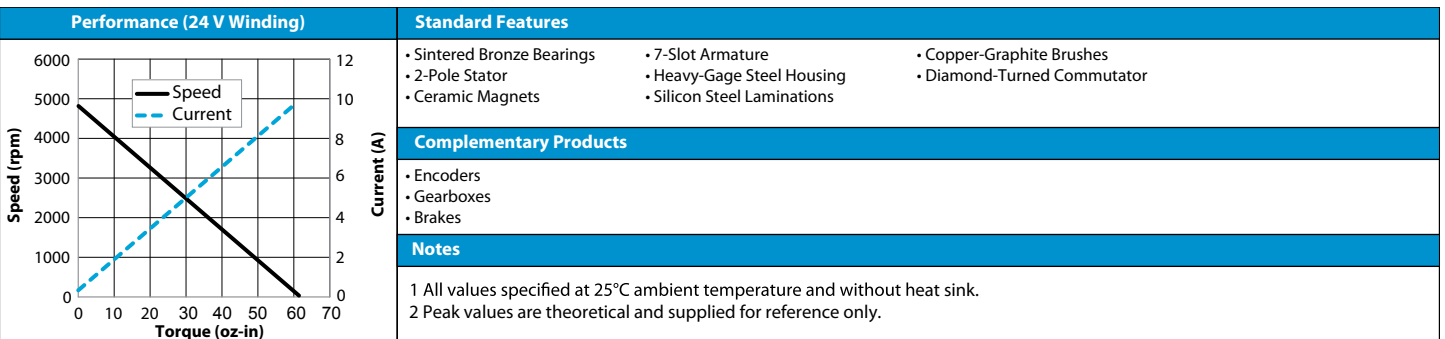 Performance (24 V Winding)
6000
5000
4000
3000
2000
1000
0
Speed (rpm)
12
10
8
6
4
2
0
Current (A)
Speed
Current
0 10 20 30 40 50 60 70
Torque (oz-in)
Standard Features
• Sintered Bronze Bearings
• 2-Pole Stator
• Ceramic Magnets
• 7-Slot Armature
• Heavy-Gage Steel Housing
• Silicon Steel Laminations
• Copper-Graphite Brushes
• Diamond-Turned Commutator
Complementary Products
• Encoders
• Gearboxes
• Brakes
Notes
1 All values specified at 25°C ambient temperature and without heat sink.
2 Peak values are theoretical and supplied for reference only.